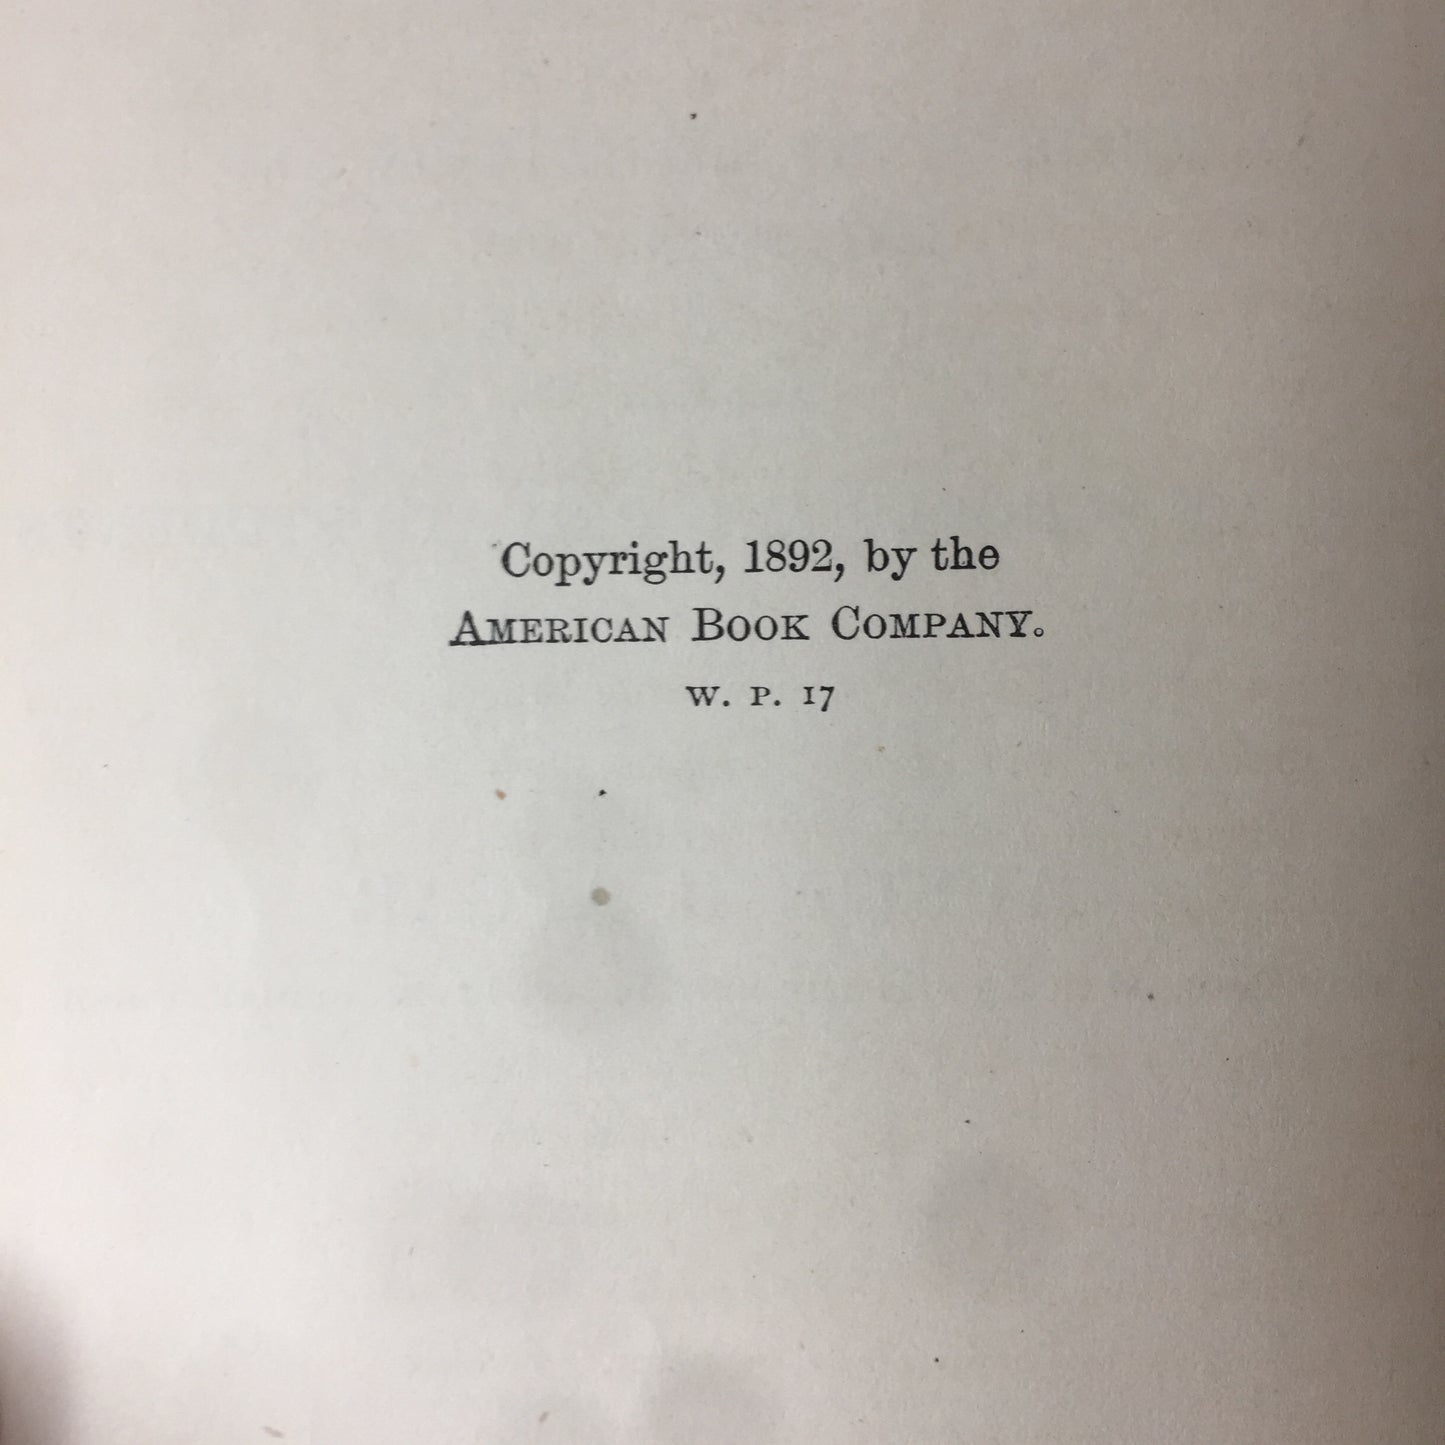 Copyright, 1892, by the
AMERICAN BOOK COMPANY.
W. P. 17